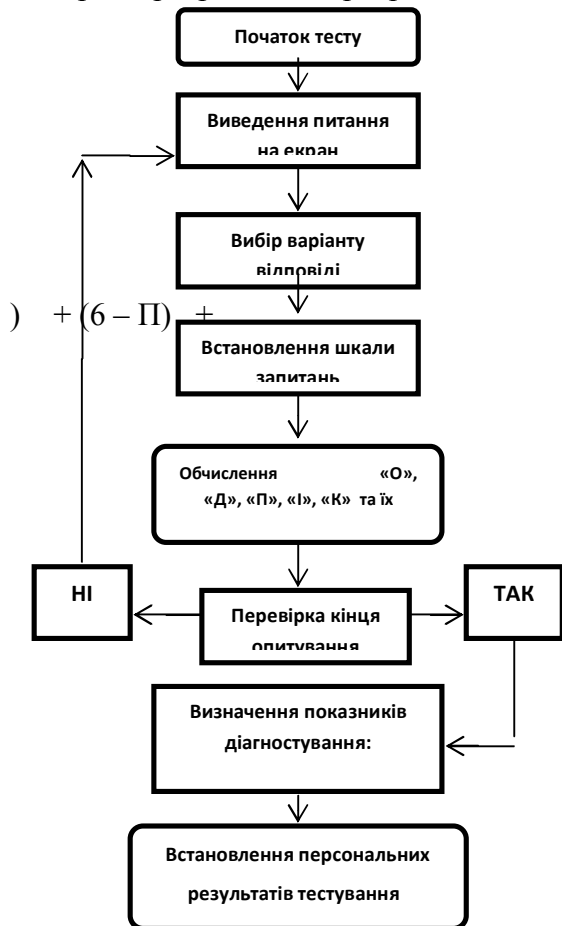 Початок тесту
Виведення питання
на екран
Вибір варіанту
відповіді
) + (6 – П) +
Встановлення шкали
запитань
Обчислення «О»,
«Д», «П», «І», «К» та їх
НІ
Перевірка кінця
опитування
ТАК
Визначення показників
діагностування:
Встановлення персональних
результатів тестування